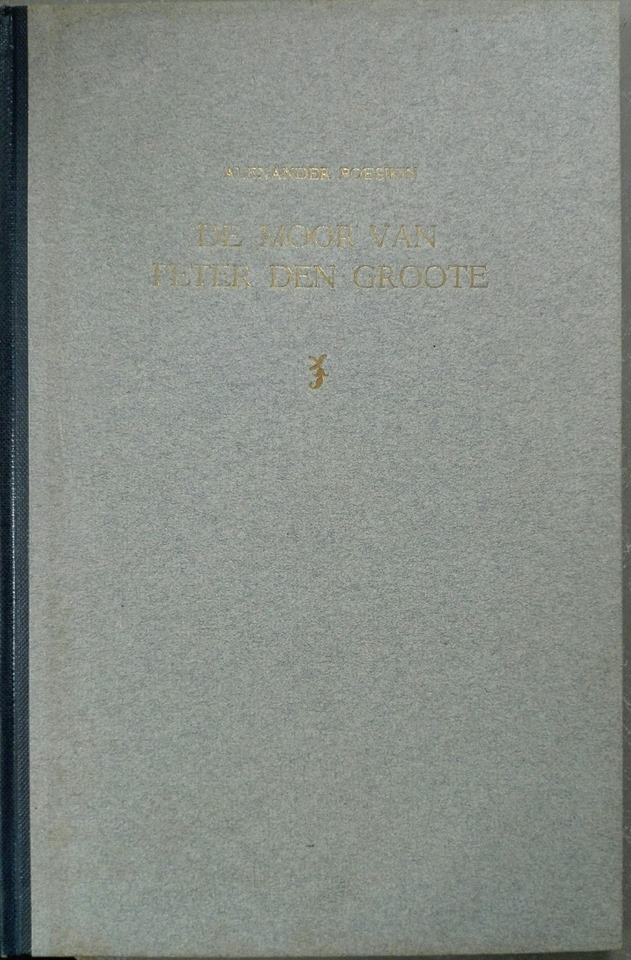 ALEXANDER POESJKIN
DE MOOR VAN
PETER DEN GROOTE